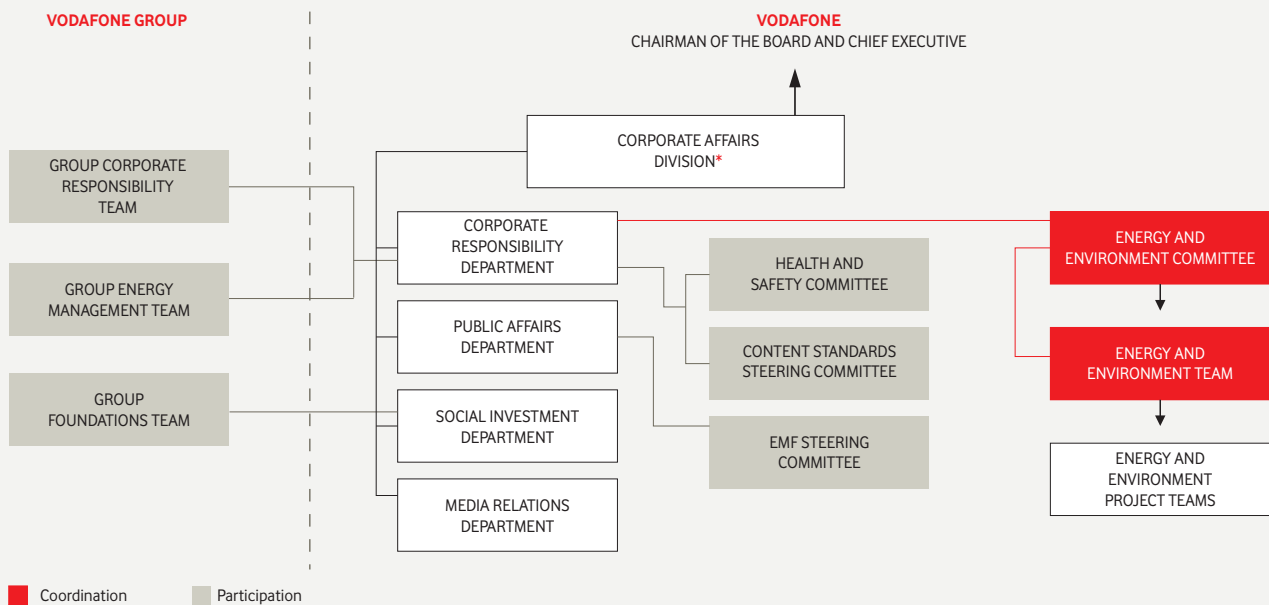 VODAFONE GROUP
VODAFONE
CHAIRMAN OF THE BOARD AND CHIEF EXECUTIVE
CORPORATE AFFAIRS
DIVISION*
GROUP CORPORATE
RESPONSIBILITY
TEAM
GROUP ENERGY
MANAGEMENT TEAM
GROUP
FOUNDATIONS TEAM
CORPORATE
RESPONSIBILITY
DEPARTMENT
PUBLIC AFFAIRS
DEPARTMENT
SOCIAL INVESTMENT
DEPARTMENT
MEDIA RELATIONS
DEPARTMENT
HEALTH AND
SAFETY COMMITTEE
CONTENT STANDARDS
STEERING COMMITTEE
EMF STEERING
COMMITTEE
ENERGY AND
ENVIRONMENT COMMITTEE
ENERGY AND
ENVIRONMENT TEAM
ENERGY AND
ENVIRONMENT
PROJECT TEAMS
Coordination
Participation